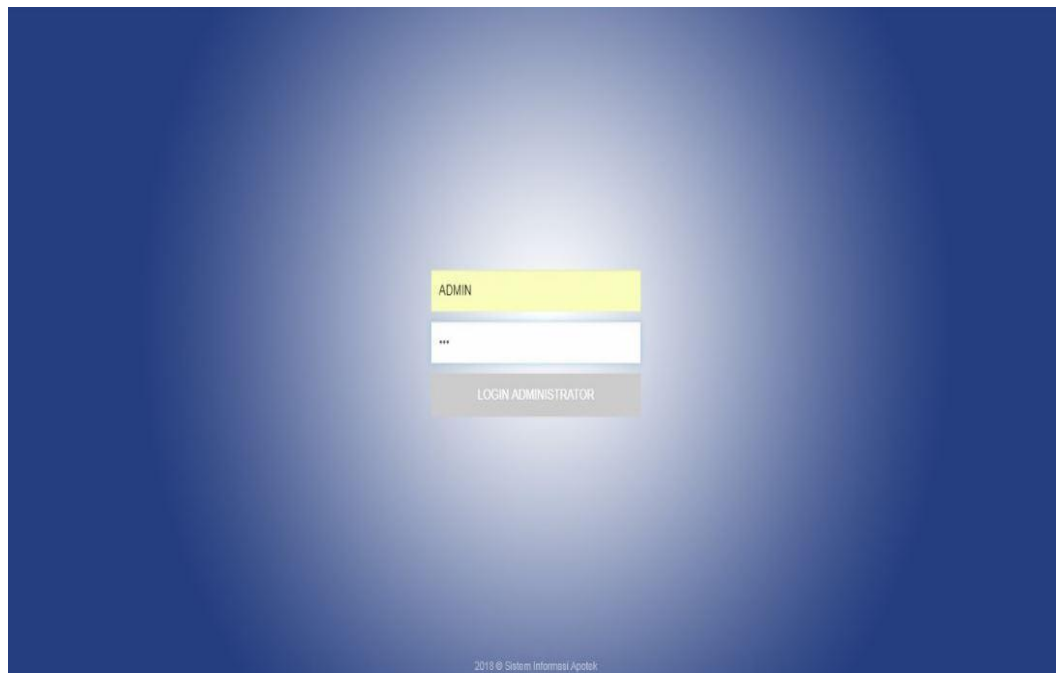 ADMIN
•••
LOGIN ADMINISTRATOR
2018 © Sistem Informasi Apotek